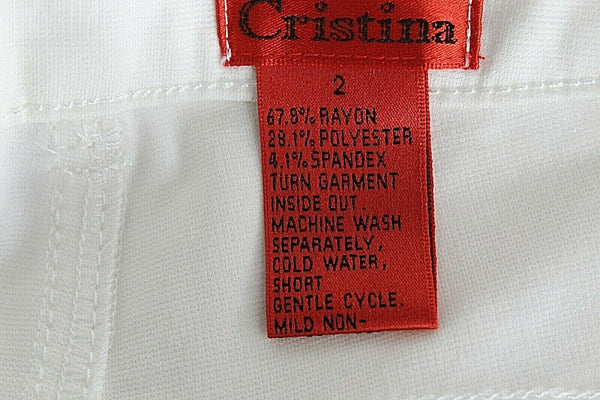 Cristina
2
67.8% RAYON
28.1% POLYESTER
4.1% SPANDEX
TURN GARMENT
INSIDE OUT.
MACHINE WASH
SEPARATELY,
COLD WATER,
SHORT
GENTLE CYCLE.
MILD NON-